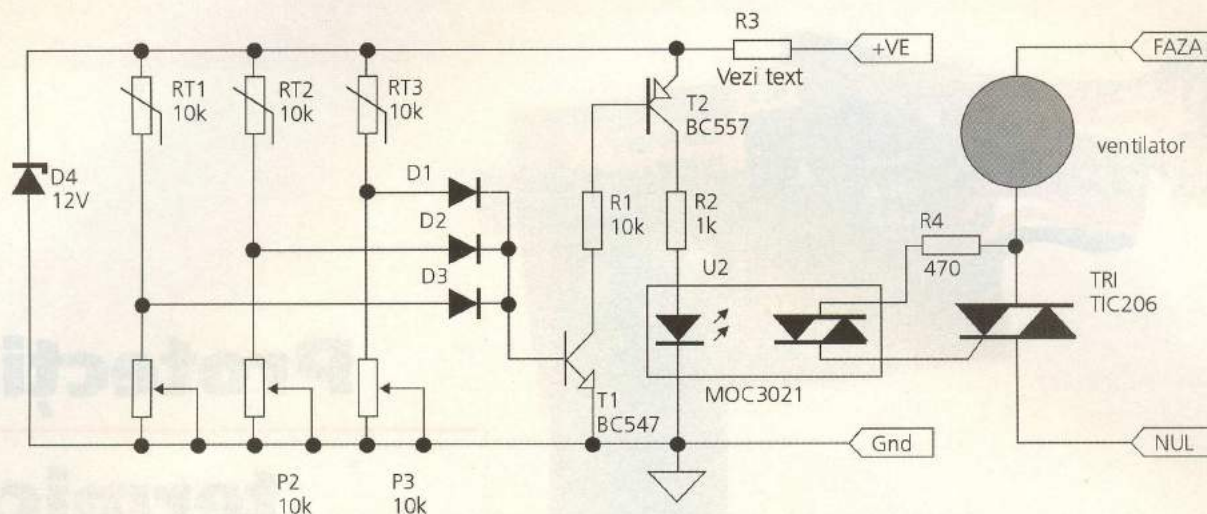 R3
+VE
Vezi text
FAZA
RT1
10k
RT2
10k
RT3
10k
T2
BC557
ventilator
D4
12V
D1
D2
D3
R1
10k
R2
1k
R4
470
U2
TRI
TIC206
MOC3021
T1
BC547
Gnd
NUL
P2
10k
P3
10k